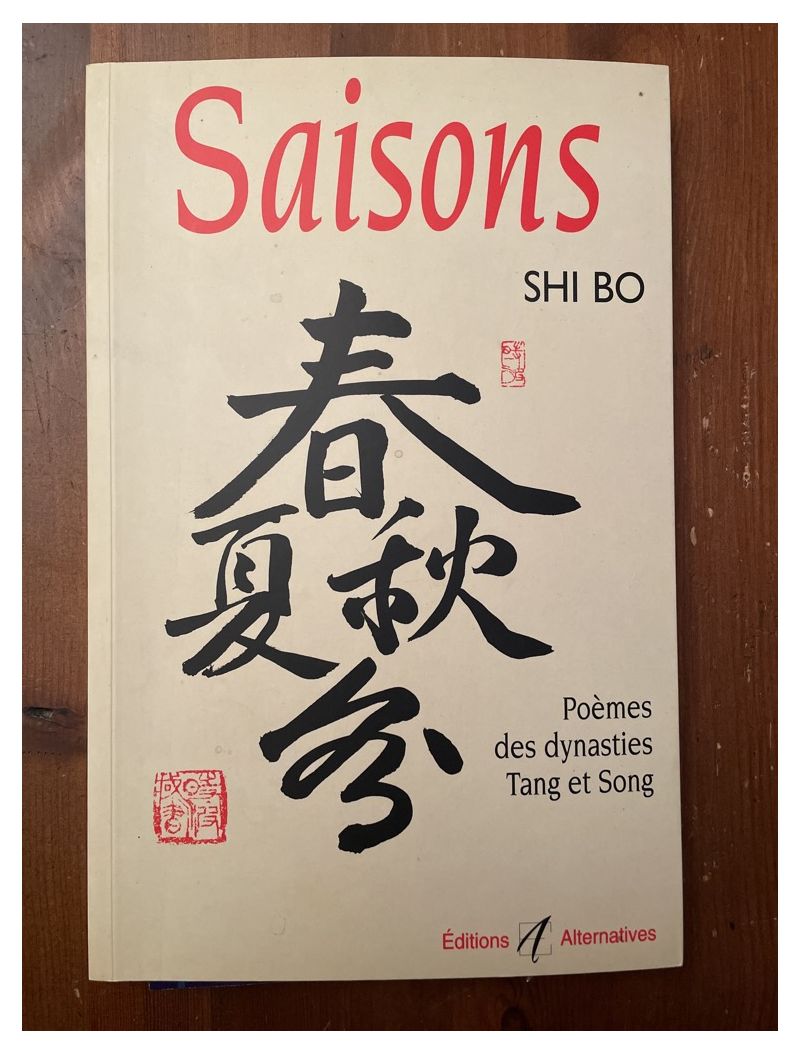 Saisons
SHI BO
春
夏 秋
冬
Poèmes
des dynasties
Tang et Song
Éditions A Alternatives